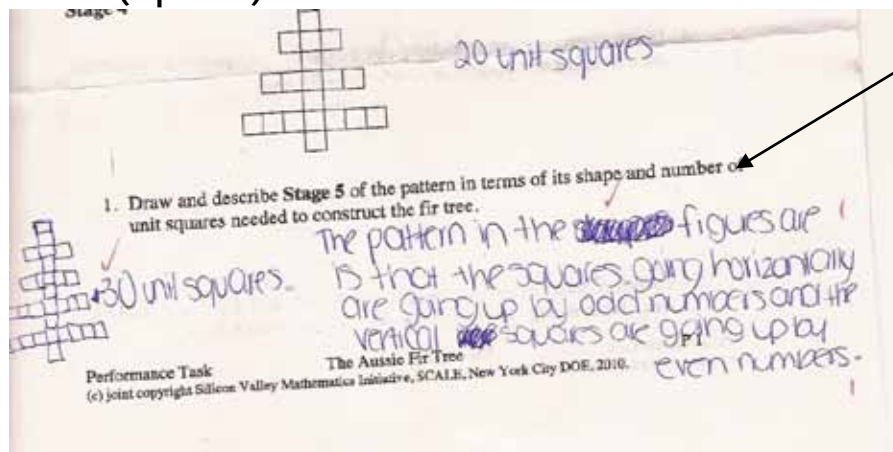 Stage 4
20 unit squares
1. Draw and describe Stage 5 of the pattern in terms of its shape and number of
unit squares needed to construct the fir tree.
30 unit squares.
The pattern in the figures are
is that the squares going horizontally
are going up by odd numbers and the
vertical squares are going up by
even numbers.
P1
Performance Task
The Aussie Fir Tree
(c) joint copyright Silicon Valley Mathematics Initiative, SCALE, New York City DOE, 2010.